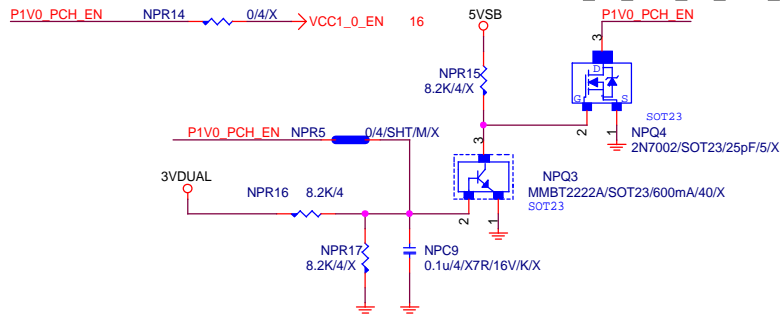 P1V0_PCH_EN NPR14 0/4/X VCC1_0_EN 16
5VSB
P1V0_PCH_EN
3
NPR15
8.2K/4/X
D
G S
SOT23
2 1
NPQ4
2N7002/SOT23/25pF/5/X
P1V0_PCH_EN NPR5 0/4/SHT/M/X
3
3VDUAL
NPR16 8.2K/4
NPQ3
MMBT2222A/SOT23/600mA/40/X
SOT23
2 1
NPR17
8.2K/4/X
NPC9
0.1u/4/X7R/16V/K/X